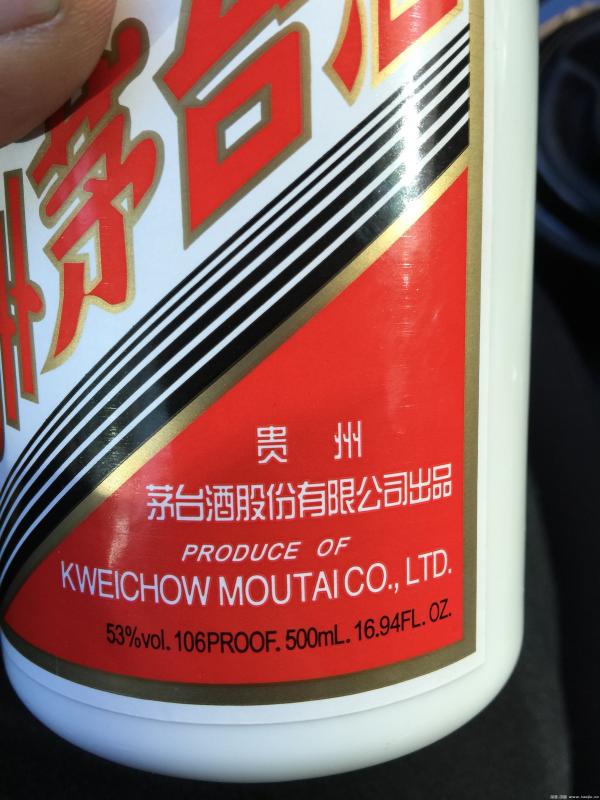 州茅台酒
贵 州
茅台酒股份有限公司出品
PRODUCE OF
KWEICHOW MOUTAI CO., LTD.
53%vol. 106PROOF. 500mL. 16.94FL. OZ.